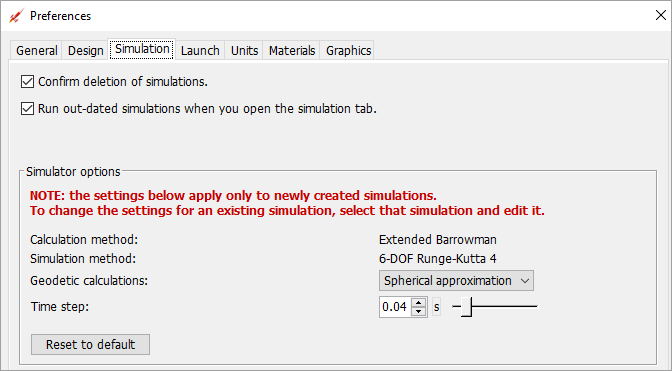 Preferences
General Design Simulation Launch Units Materials Graphics
Confirm deletion of simulations.
Run out-dated simulations when you open the simulation tab.
Simulator options
NOTE: the settings below apply only to newly created simulations.
To change the settings for an existing simulation, select that simulation and edit it.
Calculation method: Extended Barrowman
Simulation method: 6-DOF Runge-Kutta 4
Geodetic calculations: Spherical approximation
Time step: 0.04 s
Reset to default